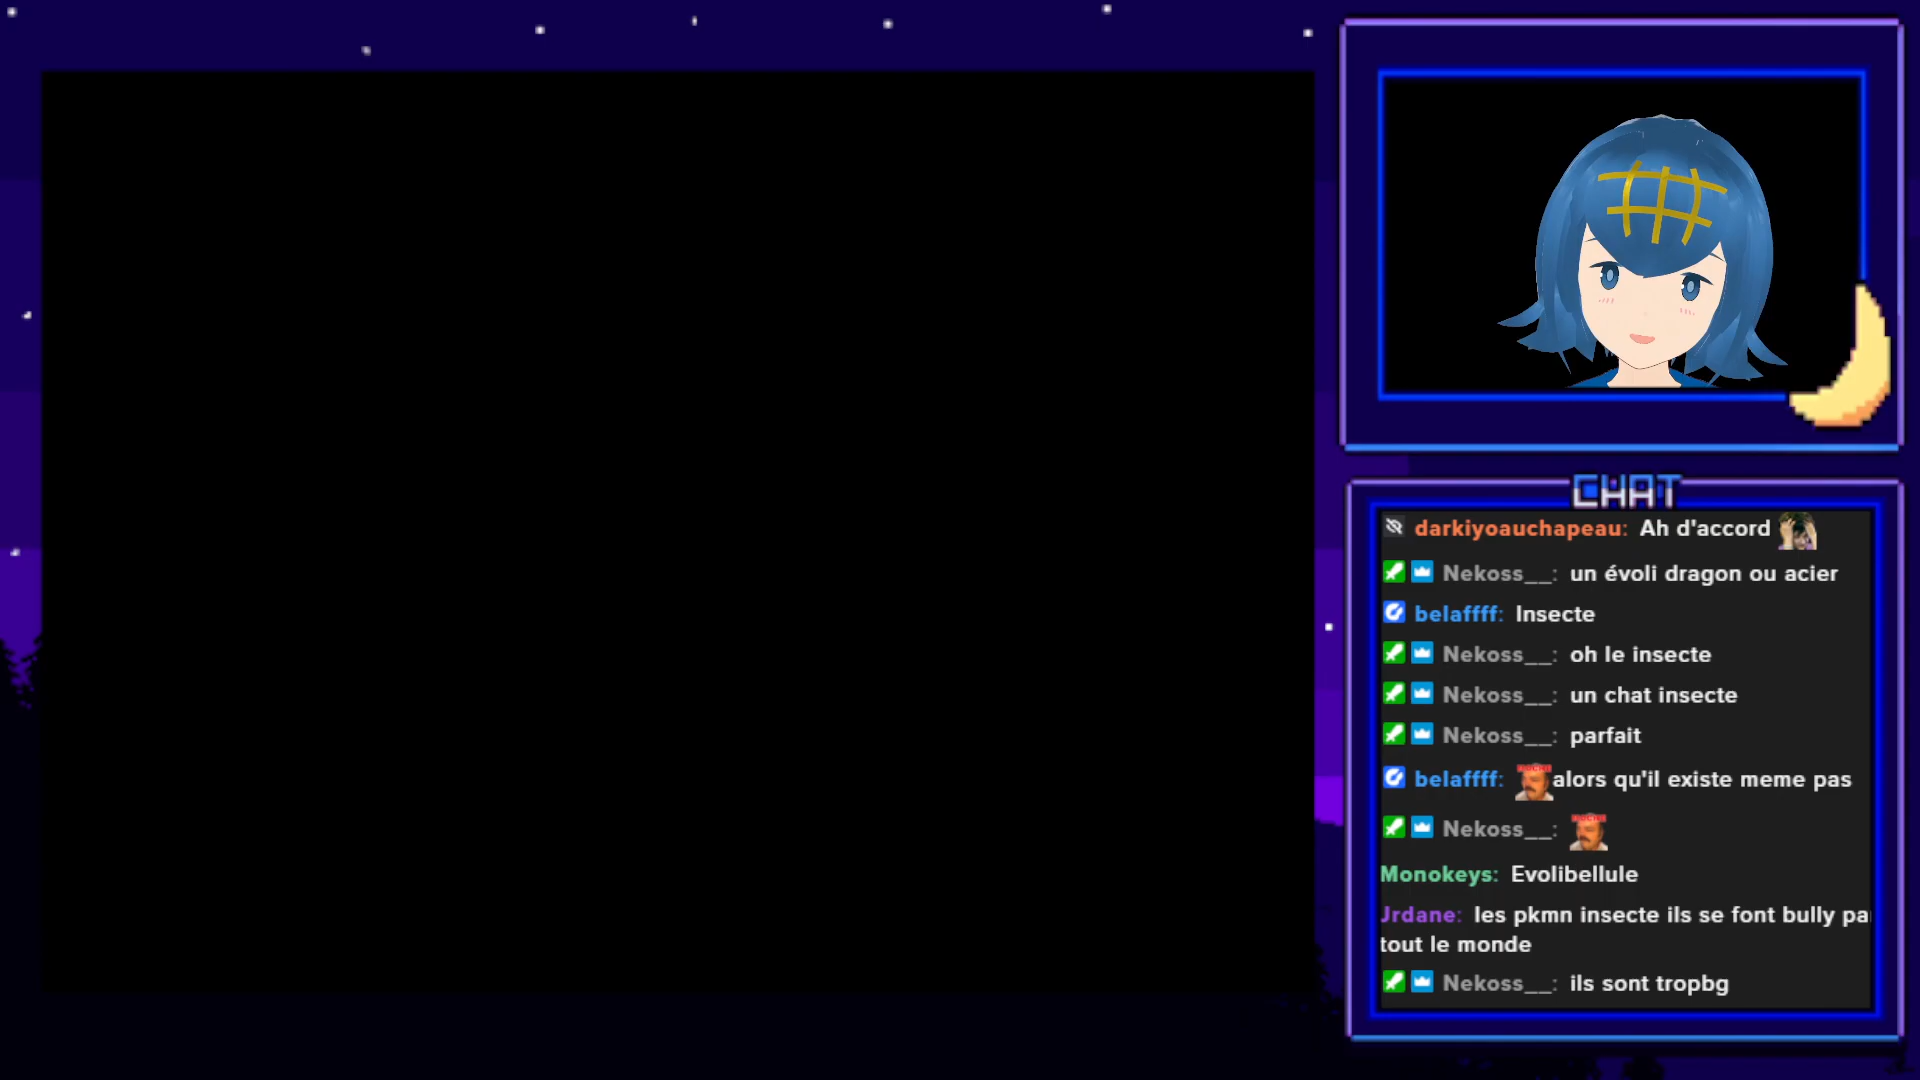 CHAT
darkiyoauchapeau: Ah d'accord
Nekoss__: un évoli dragon ou acier
belaffff: Insecte
Nekoss__: oh le insecte
Nekoss__: un chat insecte
Nekoss__: parfait
belaffff: alors qu'il existe meme pas
Nekoss__:
Monokeys: Evolibellule
Jrdane: les pkmn insecte ils se font bully pa
tout le monde
Nekoss__: ils sont tropbg